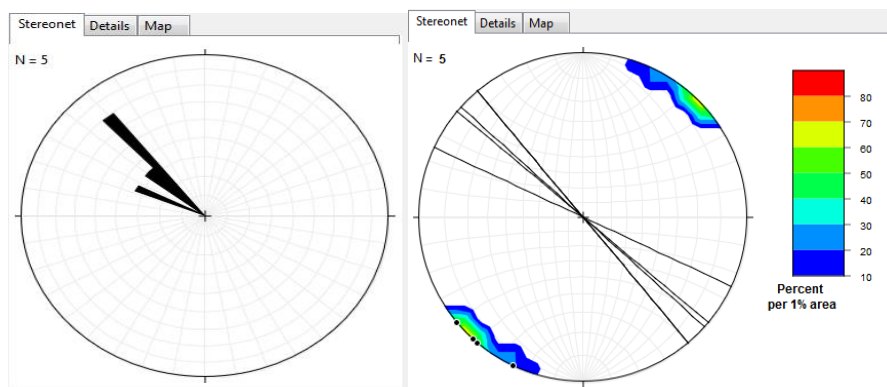 Stereonet Details Map
N = 5
Stereonet Details Map
N = 5
80
70
60
50
40
30
20
10
Percent
per 1% area